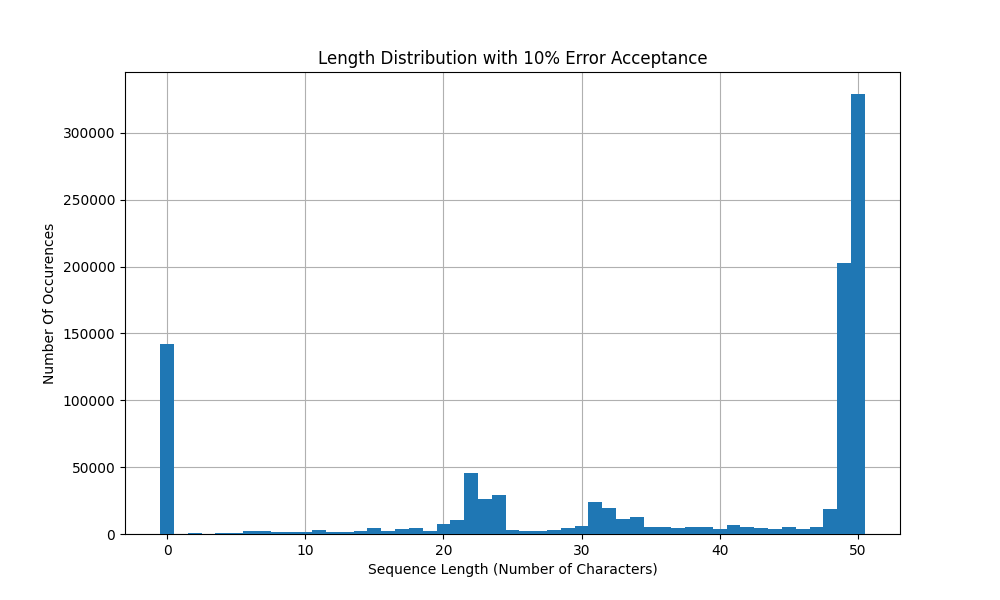 Length Distribution with 10% Error Acceptance
Number Of Occurences
300000
250000
200000
150000
100000
50000
0
0 10 20 30 40 50
Sequence Length (Number of Characters)